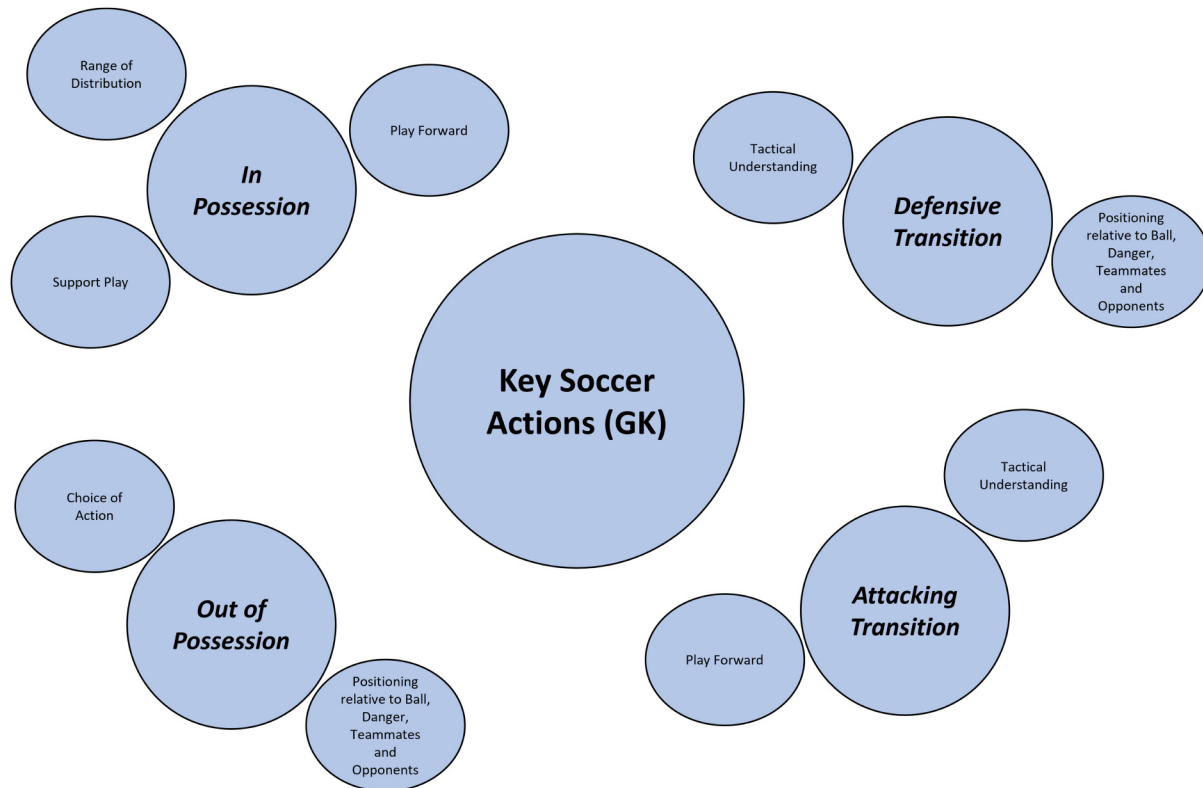 Range of
Distribution
Play Forward
In
Possession
Support Play
Tactical
Understanding
Defensive
Transition
Positioning
relative to Ball,
Danger,
Teammates
and
Opponents
Key Soccer
Actions (GK)
Choice of
Action
Out of
Possession
Positioning
relative to Ball,
Danger,
Teammates
and
Opponents
Tactical
Understanding
Attacking
Transition
Play Forward